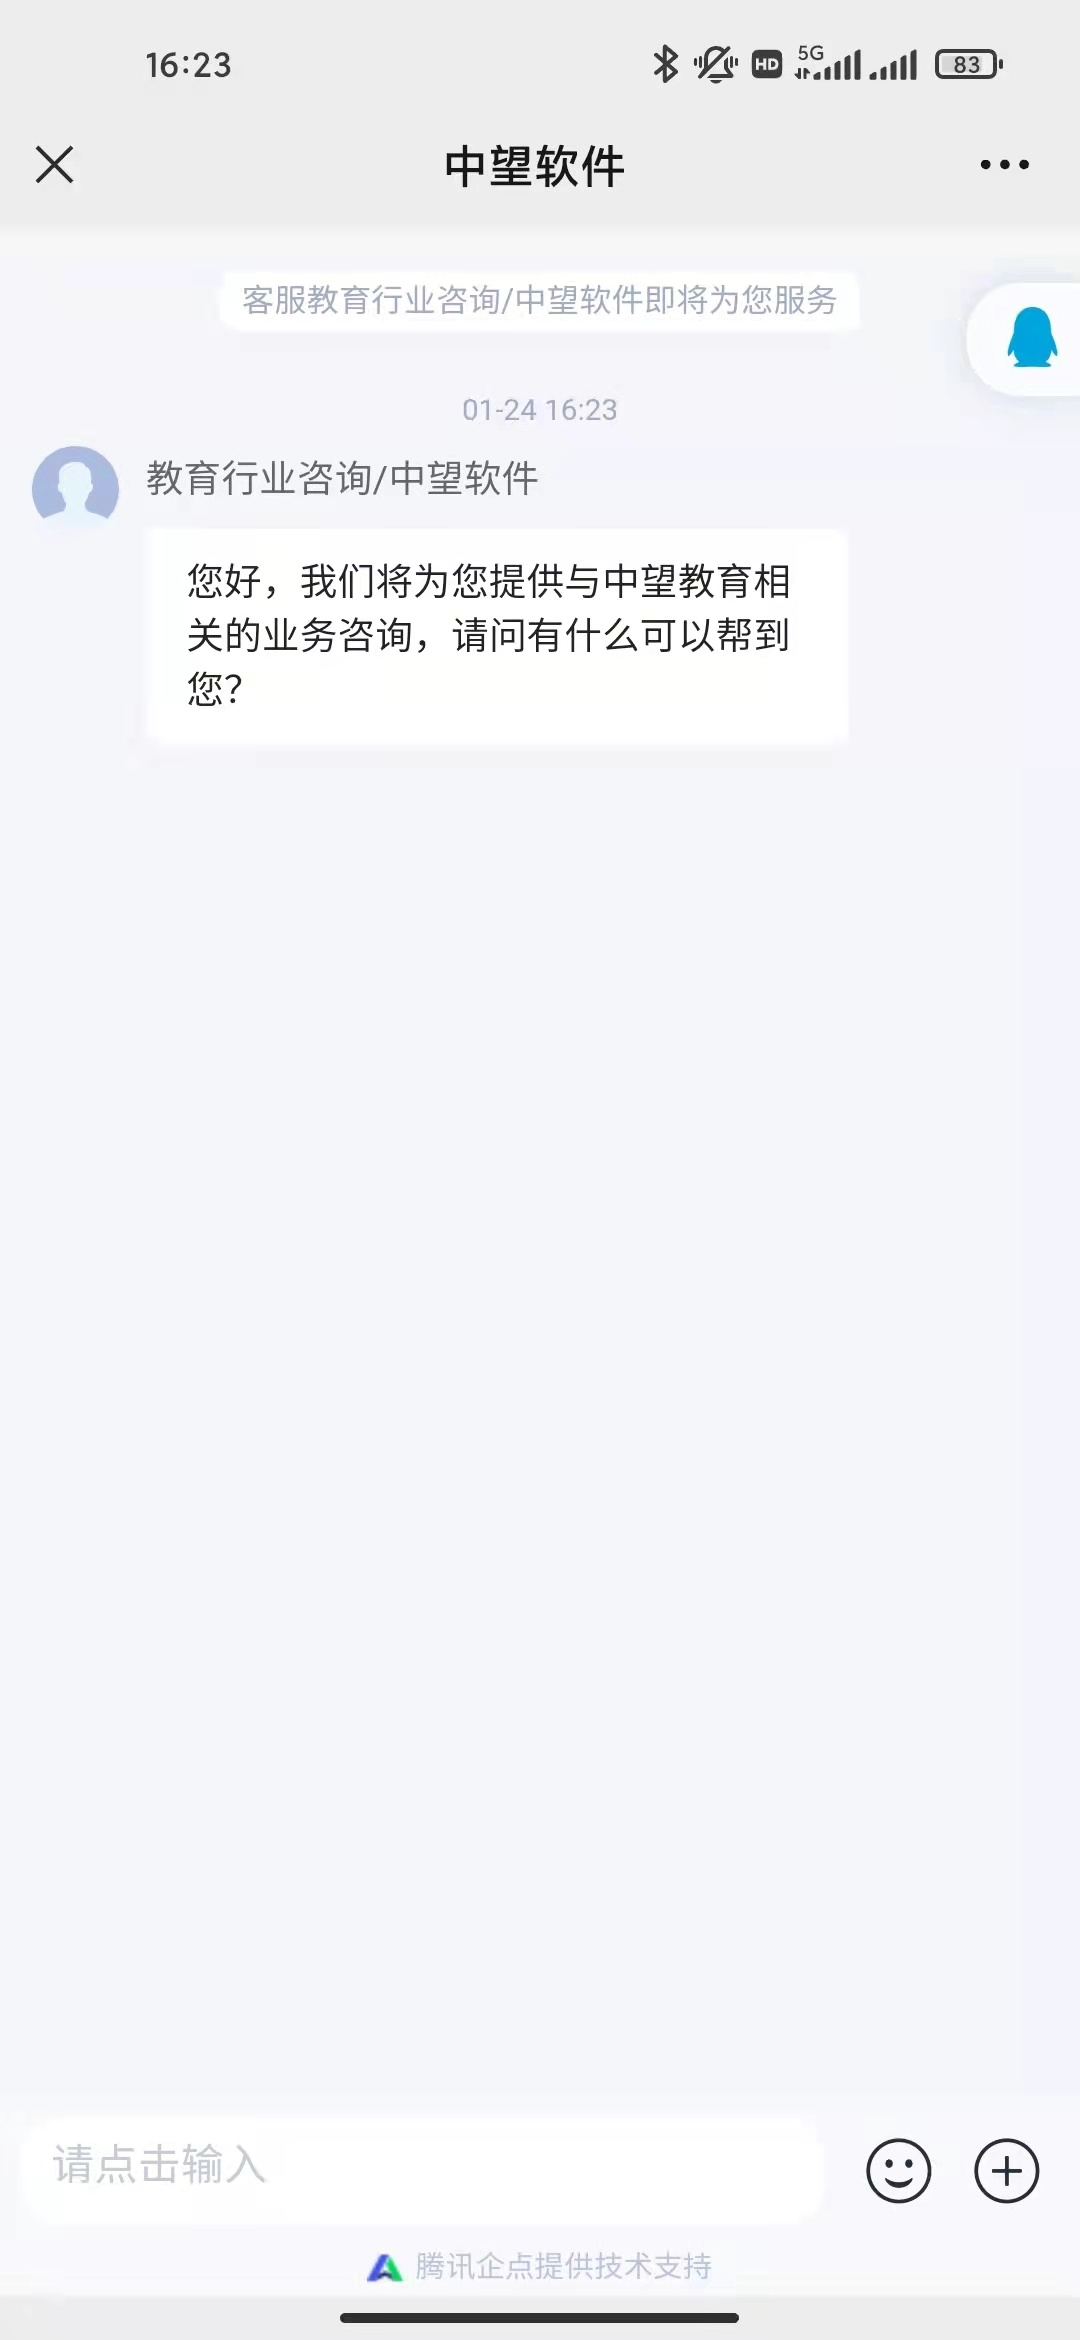 16:23
HD
5G
83
中望软件
客服教育行业咨询/中望软件即将为您服务
01-24 16:23
教育行业咨询/中望软件
您好，我们将为您提供与中望教育相
关的业务咨询，请问有什么可以帮到
您?
请点击输入
腾讯企点提供技术支持